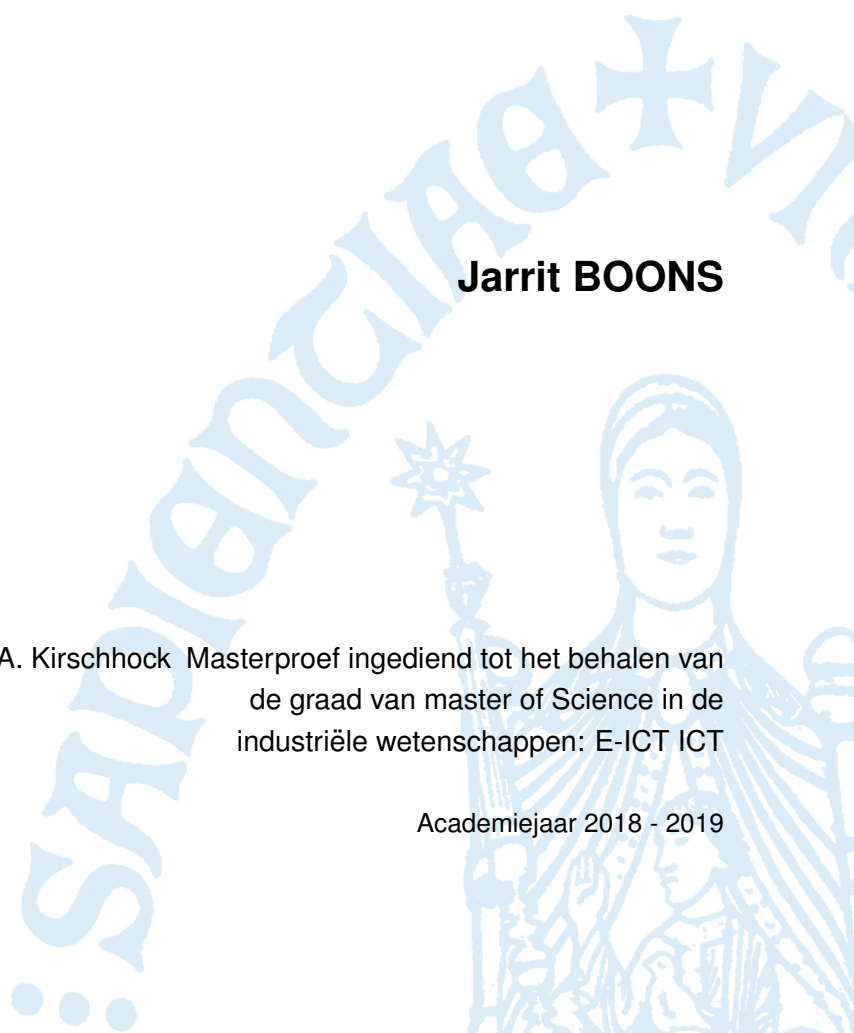 SAPIENTIAE
Jarrit BOONS
A. Kirschhock Masterproef ingediend tot het behalen van
de graad van master of Science in de
industriële wetenschappen: E-ICT ICT
Academiejaar 2018 - 2019